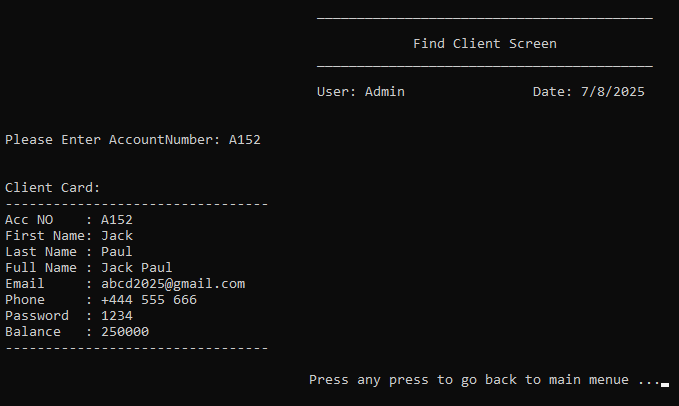 Find Client Screen
User: Admin Date: 7/8/2025
Please Enter AccountNumber: A152
Client Card:
---------------------------------
Acc NO    : A152
First Name: Jack
Last Name : Paul
Full Name : Jack Paul
Email     : abcd2025@gmail.com
Phone     : +444 555 666
Password  : 1234
Balance   : 250000
---------------------------------
Press any press to go back to main menue ...